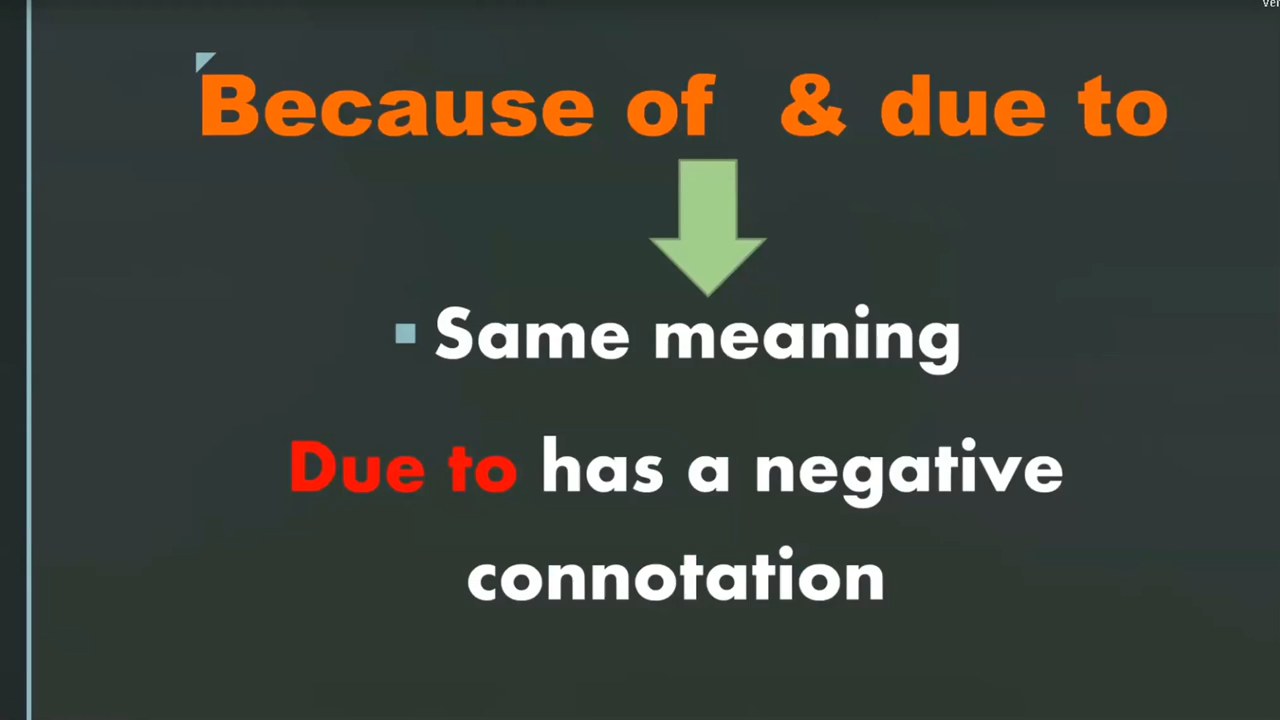 Because of & due to
Same meaning
Due to has a negative
connotation